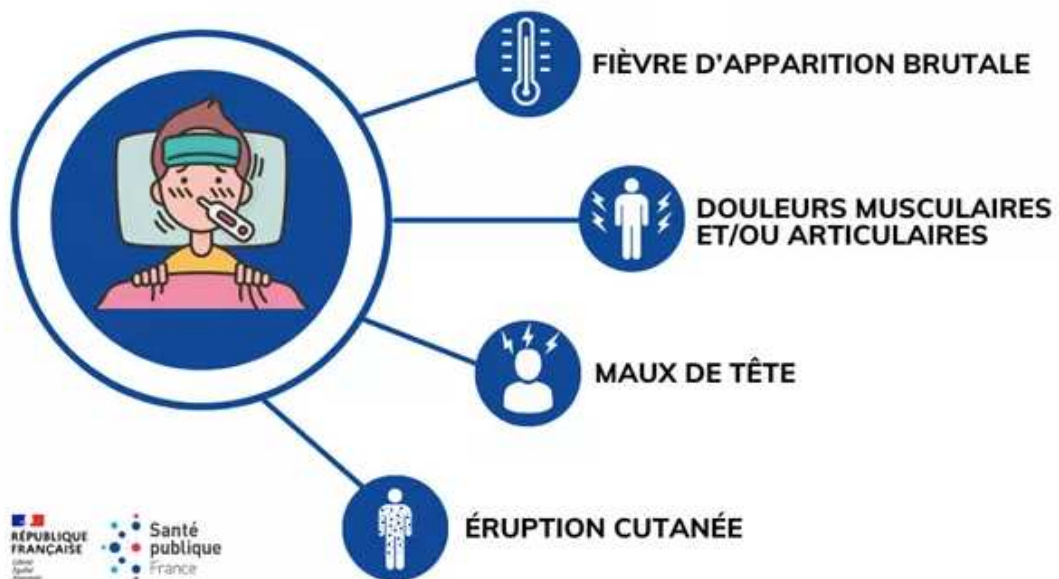 FIÈVRE D'APPARITION BRUTALE
DOULEURS MUSCULAIRES
ET/OU ARTICULAIRES
MAUX DE TÊTE
ÉRUPTION CUTANÉE
RÉPUBLIQUE
FRANÇAISE
Santé
publique
France